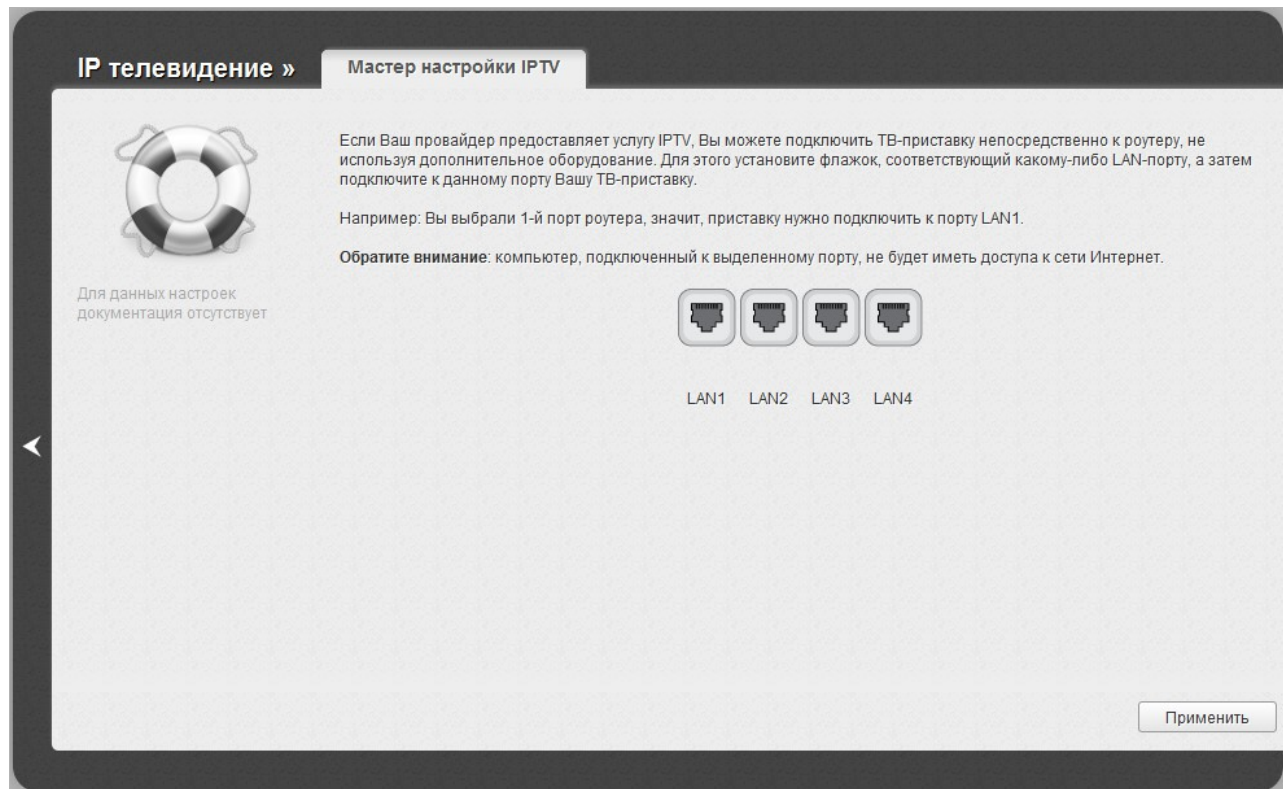 IP телевидение »
Мастер настройки IPTV
Если Ваш провайдер предоставляет услугу IPTV, Вы можете подключить ТВ-приставку непосредственно к роутеру, не
используя дополнительное оборудование. Для этого установите флажок, соответствующий какому-либо LAN-порту, а затем
подключите к данному порту Вашу ТВ-приставку.
Например: Вы выбрали 1-й порт роутера, значит, приставку нужно подключить к порту LAN1.
Обратите внимание: компьютер, подключенный к выделенному порту, не будет иметь доступа к сети Интернет.
Для данных настроек
документация отсутствует
LAN1 LAN2 LAN3 LAN4
Применить